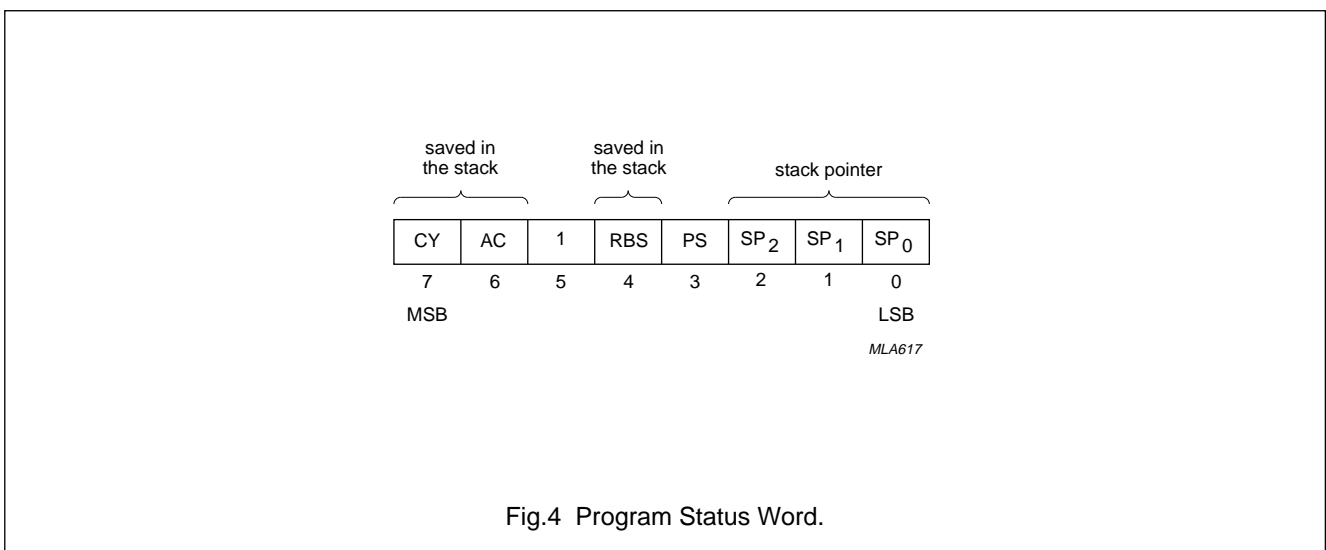 saved in
the stack
saved in
the stack
stack pointer
CY AC 1 RBS PS SP2 SP1 SP0
7 6 5 4 3 2 1 0
MSB LSB
MLA617
Fig.4 Program Status Word.